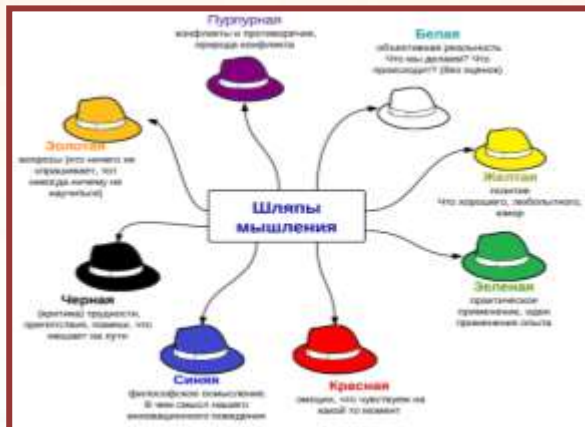 Пурпурная
конфликты и противоречия,
природа конфликта
Белая
объективная реальность
Что мы делаем? Что
происходит? (без оценок)
Золотая
вопросы (кто ничего не
спрашивает, тот
никогда ничему не
научиться)
Желтая
позитив
Что хорошего, любопытного,
юмор
Шляпы
мышления
Черная
(критика) трудности,
препятствия, помехи, что
мешает на пути
Зеленая
практическое
применение, идеи
применения опыта
Синяя
философское осмысление.
В чем смысл нашего
инновационного поведения
Красная
эмоции, что чувствуем на
какой то момент